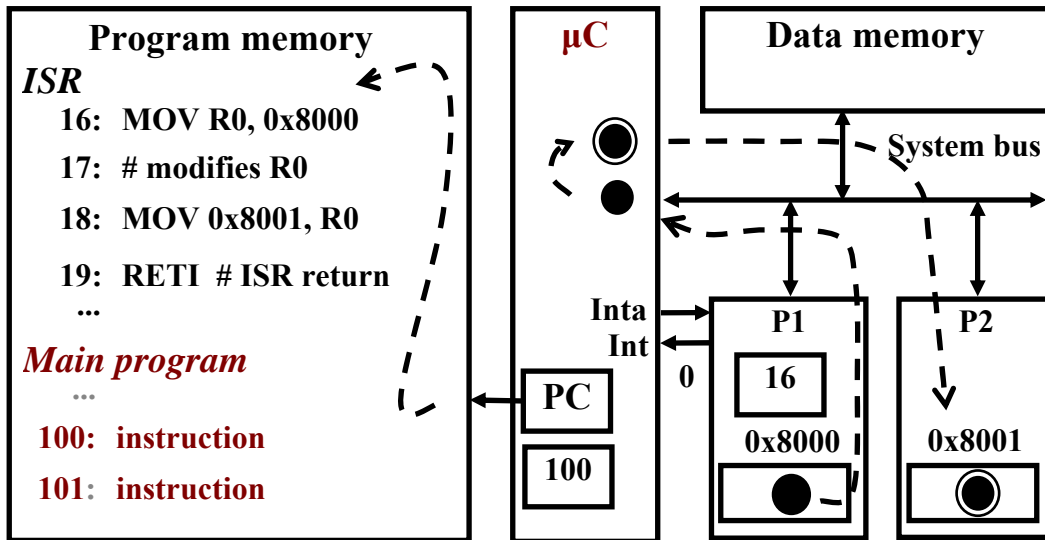 Program memory
ISR
16: MOV R0, 0x8000
17: # modifies R0
18: MOV 0x8001, R0
19: RETI # ISR return
...
Main program
...
100: instruction
101: instruction
μC
Inta
Int
PC
100
Data memory
System bus
0
P1
16
0x8000
P2
0x8001